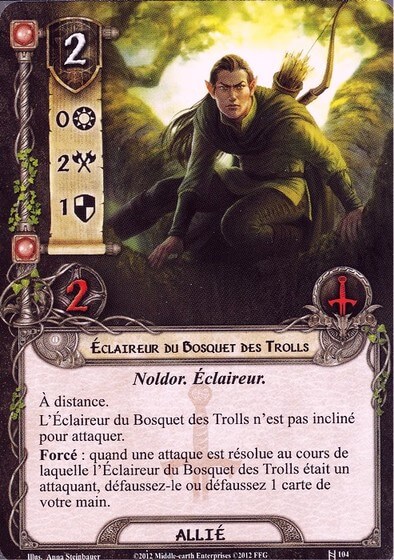 2
0
2
1
2
Éclaireur du Bosquet des Trolls
Noldor. Éclaireur.
À distance.
L'Éclaireur du Bosquet des Trolls n'est pas incliné
pour attaquer.
Forcé : quand une attaque est résolue au cours de
laquelle l'Éclaireur du Bosquet des Trolls était un
attaquant, défaussez-le ou défaussez 1 carte de
votre main.
Allié
Illus. Anna Steinbauer ©2012 Middle-earth Enterprises ©2012 FFG 104